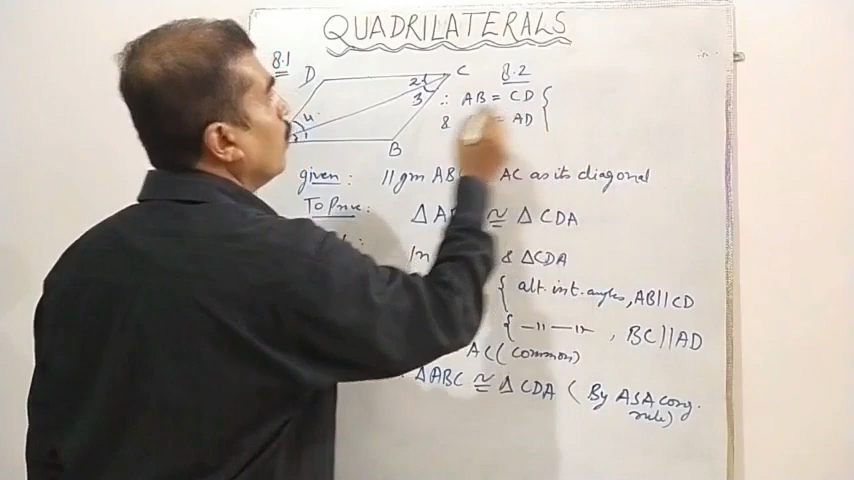 QUADRILATERALS
8.1
D
C
8.2
2
3
4
1
B
∴ AB = CD
& = AD
given: ||gm AB AC as its diagonal
To Prove: Δ A ≅ Δ CDA
In & ΔCDA
{ alt. int. angles, AB||CD
{ —||—||— , BC||AD
AC (common)
ΔABC ≅ ΔCDA ( By ASA cong. rule)